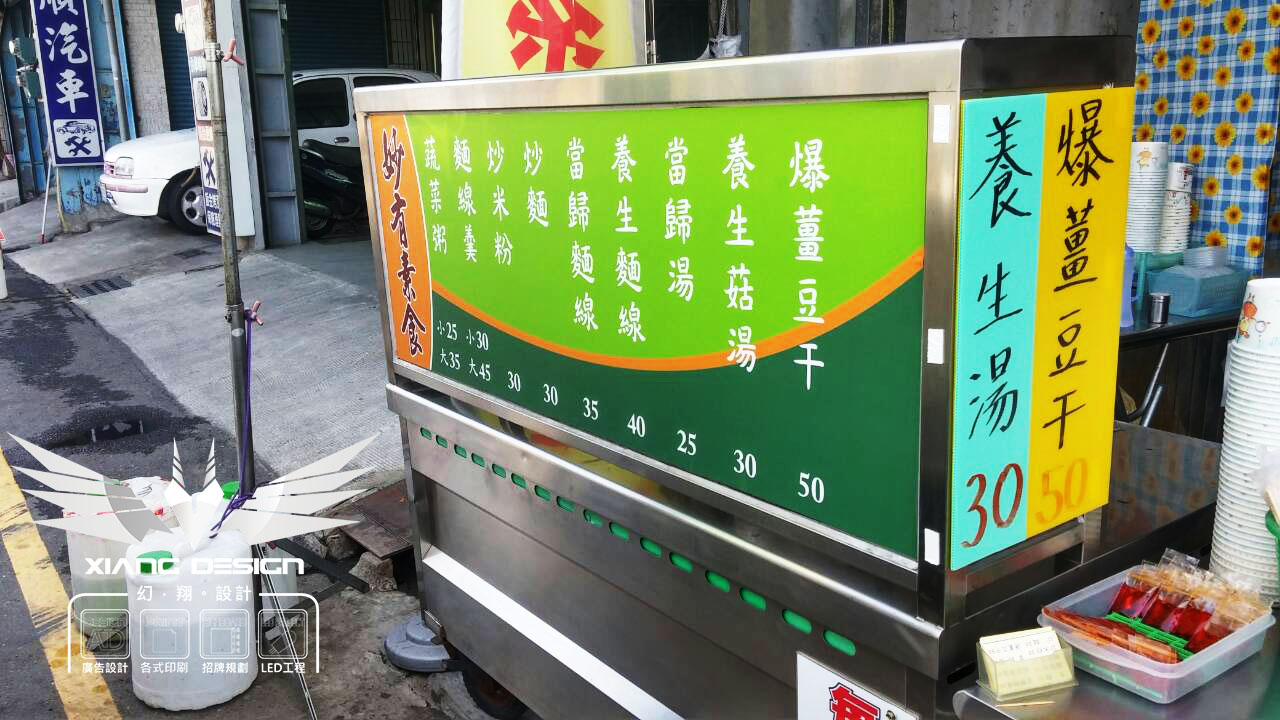 順汽車
米
妙有素食
爆薑豆干
養生菇湯
當歸湯
養生麵線
當歸麵線
炒麵
炒米粉
麵線羹
蔬菜粥
小25 小30
大35 大45 30 30 35 40 25 30 50
爆薑豆干
50
養生湯
30
XIANG DESIGN
幻.翔.設計
AD
廣告設計 各式印刷 招牌規劃 LED工程